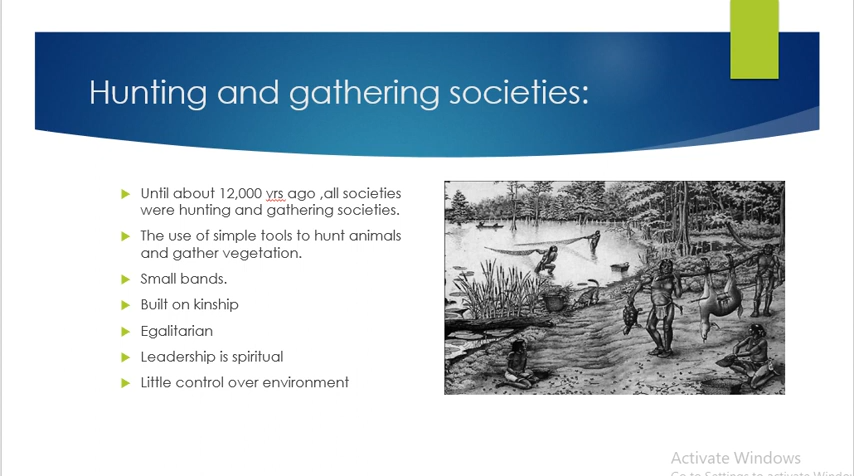 Hunting and gathering societies:
Until about 12,000 yrs ago ,all societies
were hunting and gathering societies.
The use of simple tools to hunt animals
and gather vegetation.
Small bands.
Built on kinship
Egalitarian
Leadership is spiritual
Little control over environment
Activate Windows
Go to Settings to activate Windows